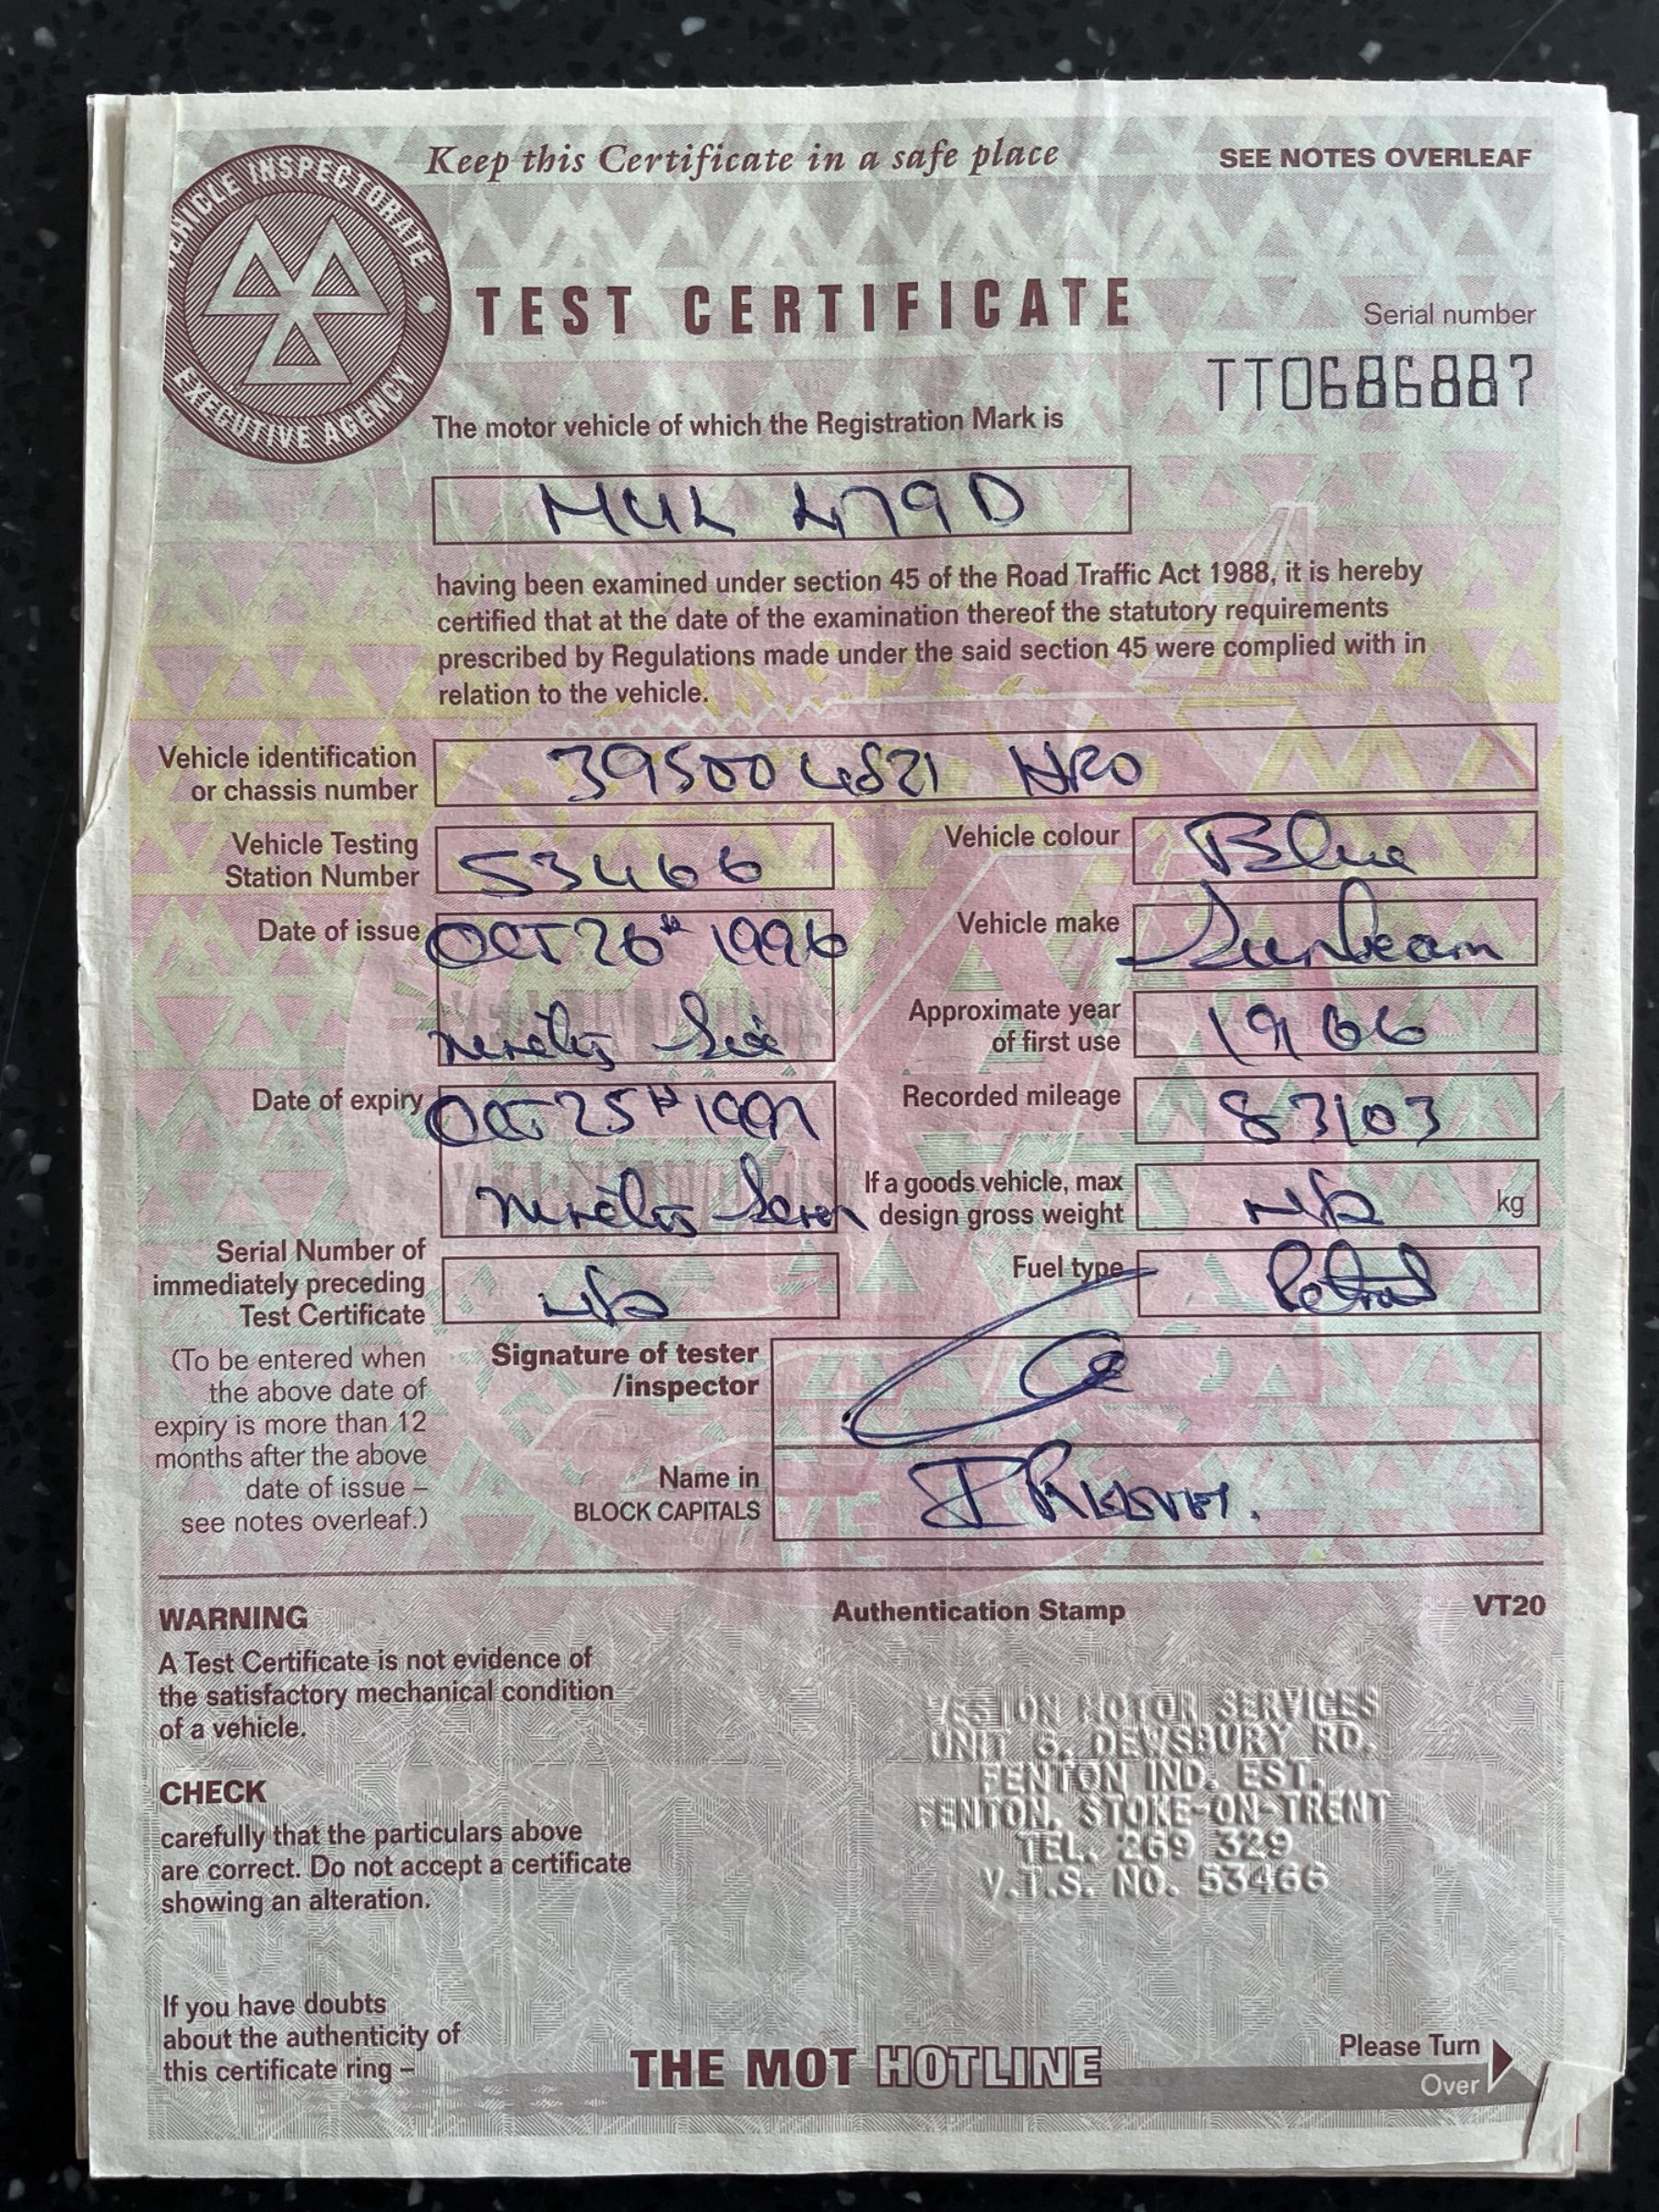 VEHICLE INSPECTORATE
EXECUTIVE AGENCY
Keep this Certificate in a safe place
SEE NOTES OVERLEAF
TEST CERTIFICATE
Serial number
TT0686887
The motor vehicle of which the Registration Mark is
MUL 479D
having been examined under section 45 of the Road Traffic Act 1988, it is hereby
certified that at the date of the examination thereof the statutory requirements
prescribed by Regulations made under the said section 45 were complied with in
relation to the vehicle.
Vehicle identification
or chassis number
395004821 HRO
Vehicle Testing
Station Number
53466
Vehicle colour
Blue
Date of issue
OCT 26th 1996
Ninety Six
Vehicle make
Sunbeam
Approximate year
of first use
1966
Date of expiry
OCT 25th 1997
Ninety Seven
Recorded mileage
83103
If a goods vehicle, max
design gross weight
N/A
kg
Serial Number of
immediately preceding
Test Certificate
N/A
Fuel type
Petrol
(To be entered when
the above date of
expiry is more than 12
months after the above
date of issue –
see notes overleaf.)
Signature of tester
/inspector
Name in
BLOCK CAPITALS
WARNING
A Test Certificate is not evidence of
the satisfactory mechanical condition
of a vehicle.
Authentication Stamp
VT20
WESTON MOTOR SERVICES
UNIT 6, DEWSBURY RD.
FENTON IND. EST.
FENTON. STOKE-ON-TRENT
TEL. 269 329
V.T.S. NO. 53466
CHECK
carefully that the particulars above
are correct. Do not accept a certificate
showing an alteration.
If you have doubts
about the authenticity of
this certificate ring –
THE MOT HOTLINE
Please Turn
Over